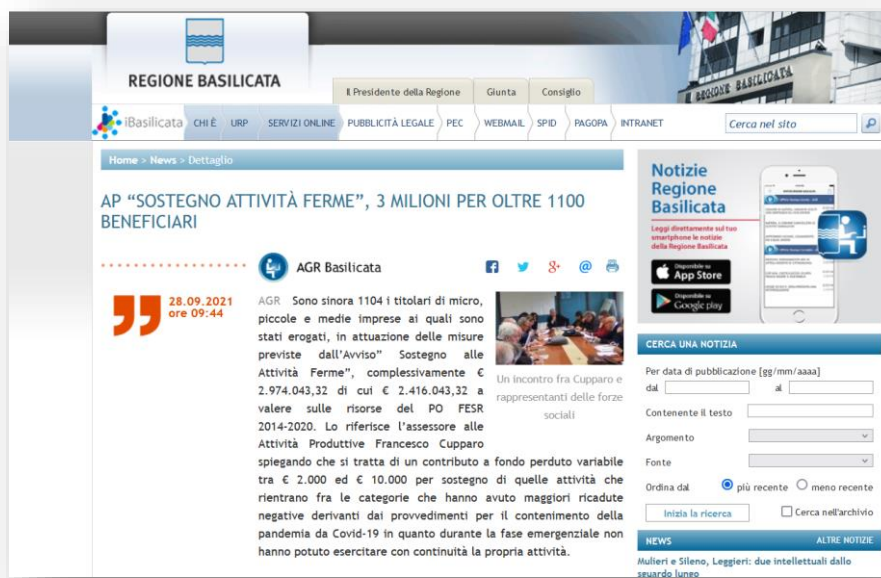 REGIONE BASILICATA
REGIONE BASILICATA
Il Presidente della Regione
Giunta
Consiglio
iBasilicata
CHI È
URP
SERVIZI ONLINE
PUBBLICITÀ LEGALE
PEC
WEBMAIL
SPID
PAGOPA
INTRANET
Cerca nel sito
Home > News > Dettaglio
AP “SOSTEGNO ATTIVITÀ FERME”, 3 MILIONI PER OLTRE 1100
BENEFICIARI
AGR Basilicata
28.09.2021
ore 09:44
AGR Sono sinora 1104 i titolari di micro,
piccole e medie imprese ai quali sono
stati erogati, in attuazione delle misure
previste dall’Avviso” Sostegno alle
Attività Ferme”, complessivamente €
2.974.043,32 di cui € 2.416.043,32 a
valere sulle risorse del PO FESR
2014-2020. Lo riferisce l’assessore alle
Attività Produttive Francesco Cupparo
spiegando che si tratta di un contributo a fondo perduto variabile
tra € 2.000 ed € 10.000 per sostegno di quelle attività che
rientrano fra le categorie che hanno avuto maggiori ricadute
negative derivanti dai provvedimenti per il contenimento della
pandemia da Covid-19 in quanto durante la fase emergenziale non
hanno potuto esercitare con continuità la propria attività.
Un incontro fra Cupparo e
rappresentanti delle forze
sociali
Notizie
Regione
Basilicata
Leggi direttamente sul tuo
smartphone le notizie
della Regione Basilicata
Disponibile su
App Store
Disponibile su
Google play
CERCA UNA NOTIZIA
Per data di pubblicazione [gg/mm/aaaa]
dal
al
Contenente il testo
Argomento
Fonte
Ordina dal
più recente
meno recente
Inizia la ricerca
Cerca nell'archivio
NEWS
ALTRE NOTIZIE
Mulieri e Sileno, Leggieri: due intellettuali dallo
sguardo lungo